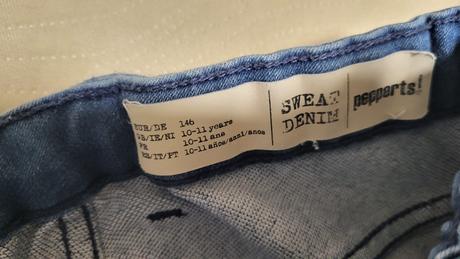 EUR/DE 146
GB/IE/NI 10-11 years
FR 10-11 ans
ES/IT/PT 10-11 años/anni/anos
SWEAT
DENIM
pepperts!